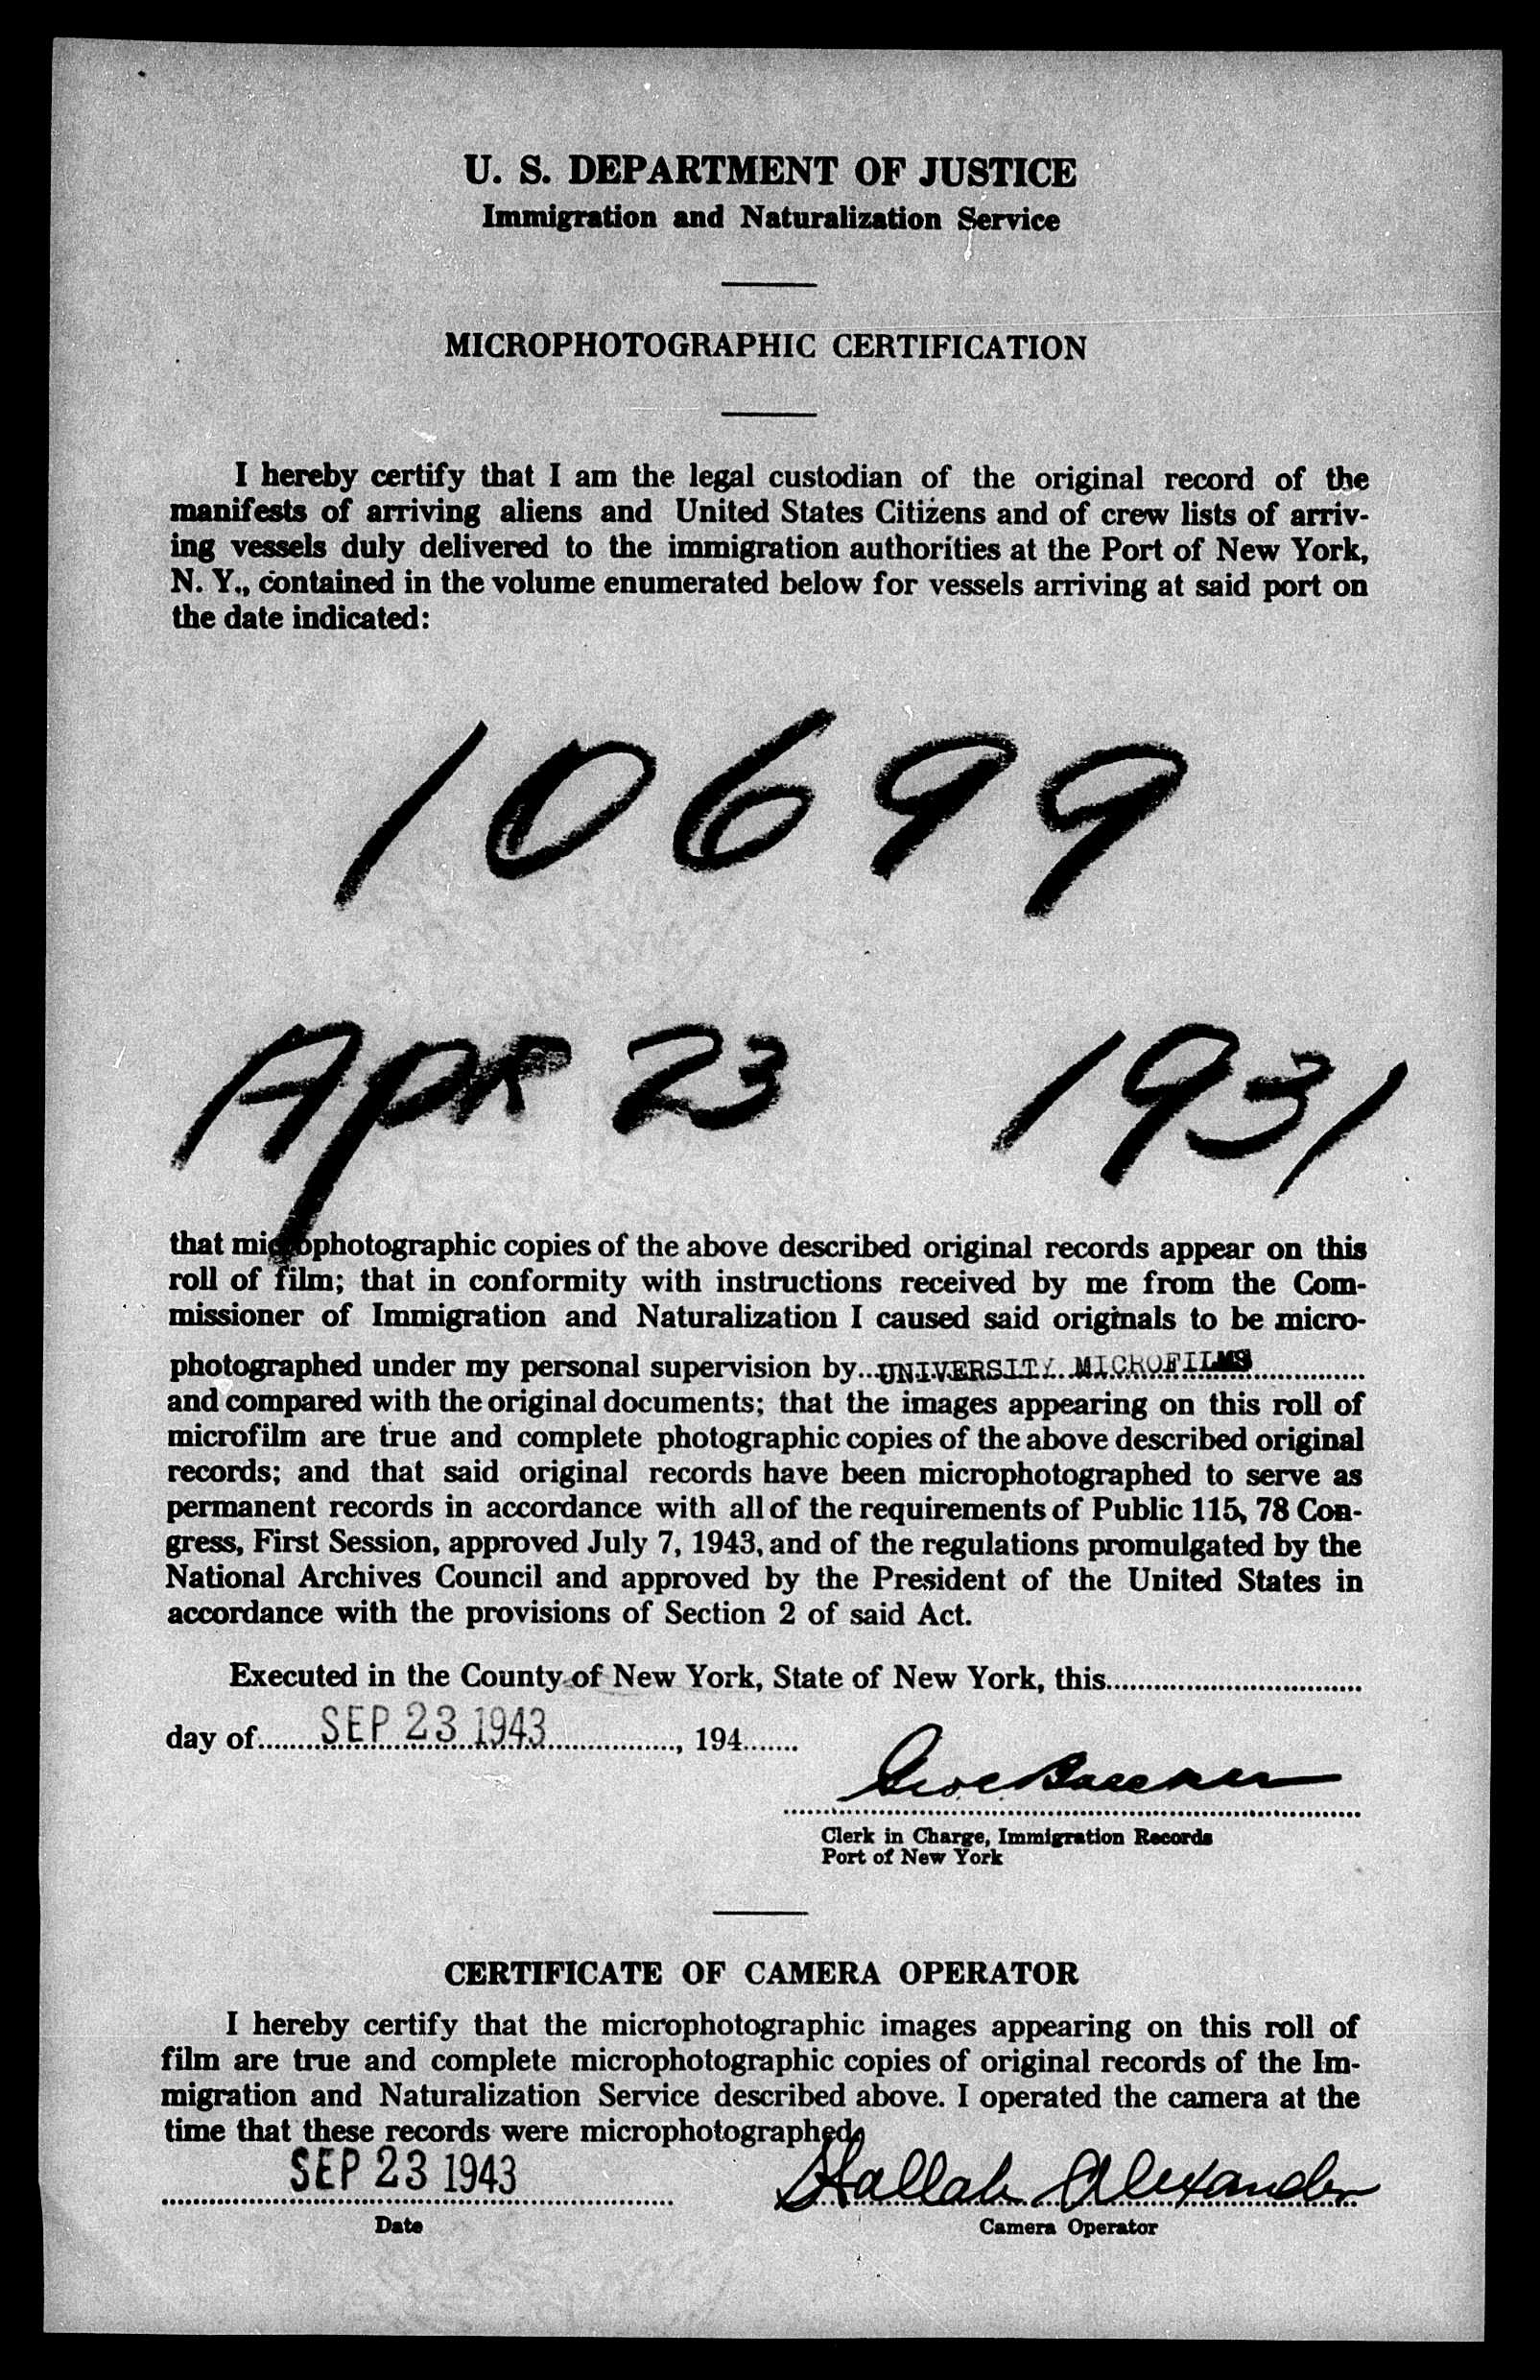 U. S. DEPARTMENT OF JUSTICE
Immigration and Naturalization Service
MICROPHOTOGRAPHIC CERTIFICATION
I hereby certify that I am the legal custodian of the original record of the
manifests of arriving aliens and United States Citizens and of crew lists of arriv-
ing vessels duly delivered to the immigration authorities at the Port of New York,
N. Y., contained in the volume enumerated below for vessels arriving at said port on
the date indicated:
10699
Apr 23 1931
that microphotographic copies of the above described original records appear on this
roll of film; that in conformity with instructions received by me from the Com-
missioner of Immigration and Naturalization I caused said originals to be micro-
photographed under my personal supervision by UNIVERSITY MICROFILMS
and compared with the original documents; that the images appearing on this roll of
microfilm are true and complete photographic copies of the above described original
records; and that said original records have been microphotographed to serve as
permanent records in accordance with all of the requirements of Public 115, 78 Con-
gress, First Session, approved July 7, 1943, and of the regulations promulgated by the
National Archives Council and approved by the President of the United States in
accordance with the provisions of Section 2 of said Act.
Executed in the County of New York, State of New York, this
day of SEP 23 1943, 194
Clerk in Charge, Immigration Records
Port of New York
CERTIFICATE OF CAMERA OPERATOR
I hereby certify that the microphotographic images appearing on this roll of
film are true and complete microphotographic copies of original records of the Im-
migration and Naturalization Service described above. I operated the camera at the
time that these records were microphotographed.
SEP 23 1943 Alexander
Date Camera Operator